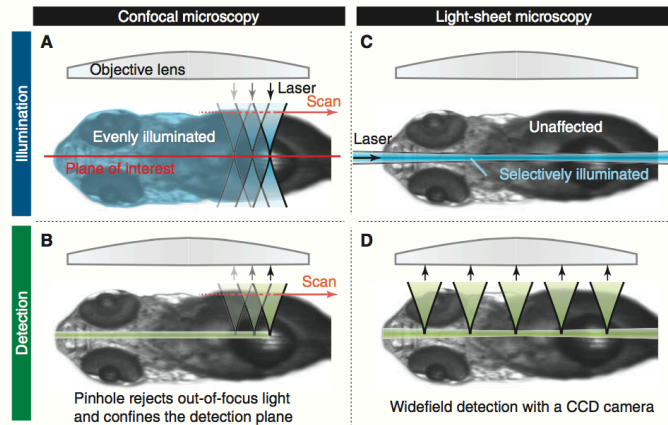 Confocal microscopy
Light-sheet microscopy
Illumination
A
Objective lens
Laser
Scan
Evenly illuminated
Plane of interest
C
Unaffected
Laser
Selectively illuminated
Detection
B
Scan
Pinhole rejects out-of-focus light
and confines the detection plane
D
Widefield detection with a CCD camera